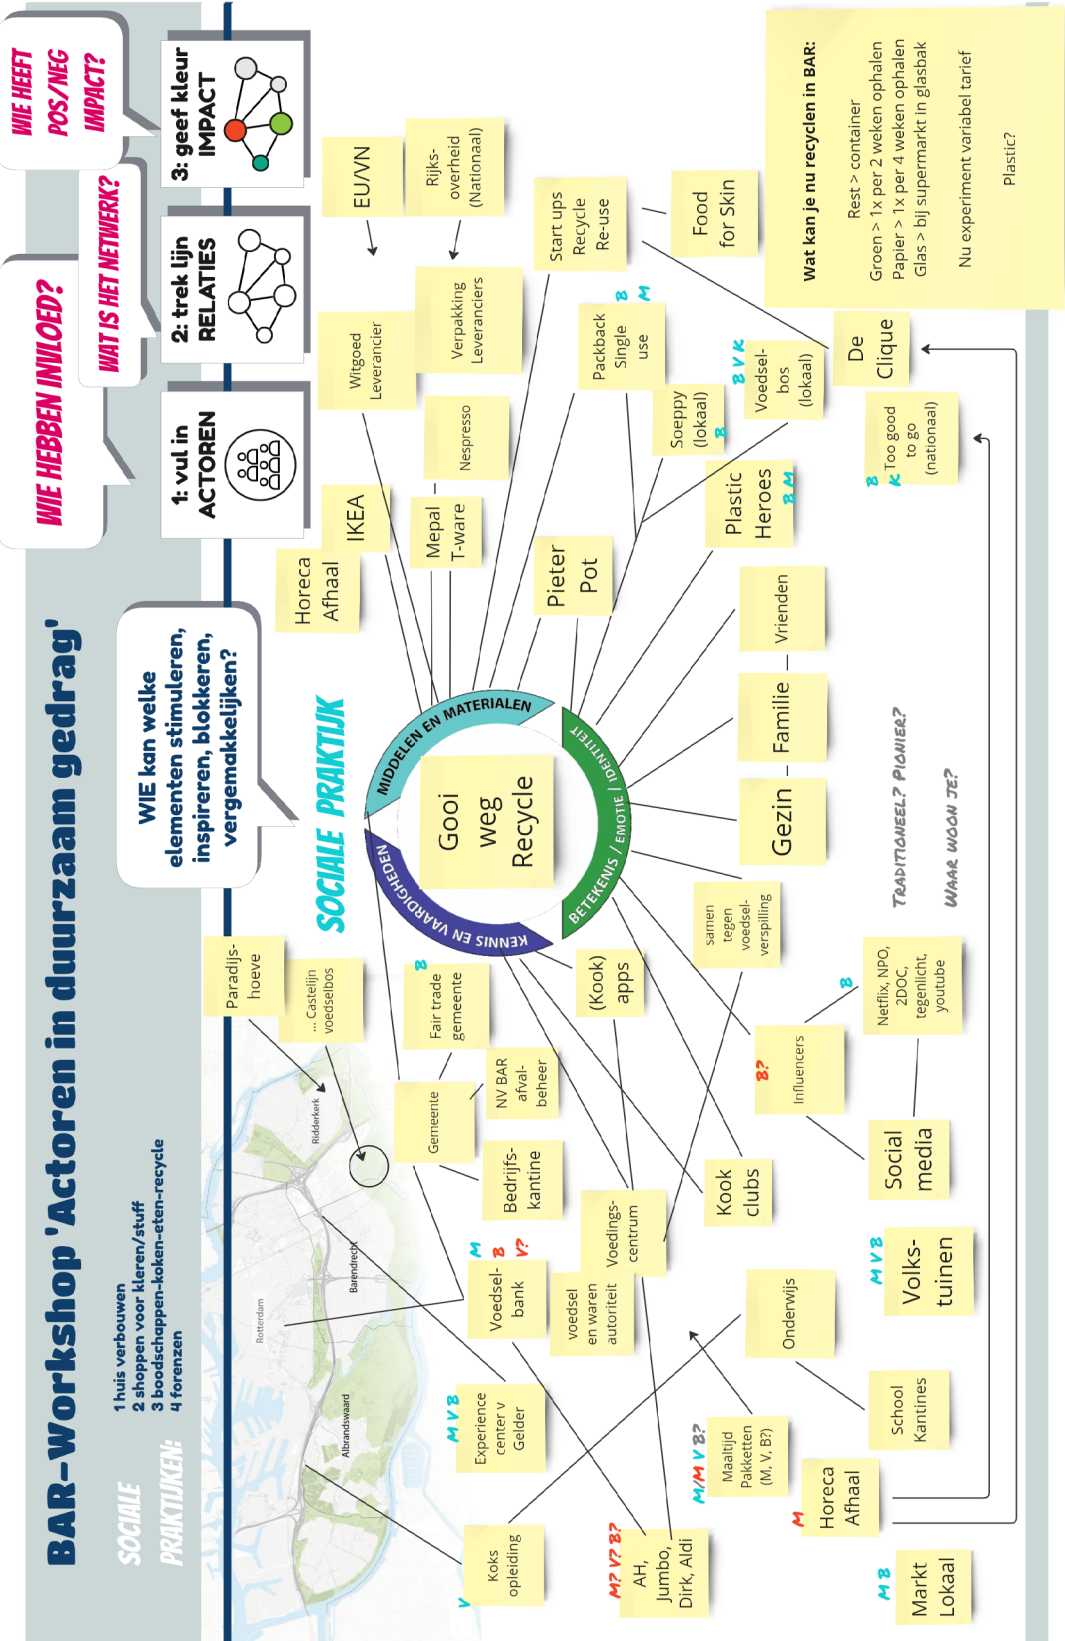 BAR-Workshop 'Actoren in duurzaam gedrag'
SOCIALE
PRAKTIJKEN:
1 huis verbouwen
2 shoppen voor kleren/stuff
3 boodschappen-koken-eten-recycle
4 forenzen
WIE kan welke
elementen stimuleren,
inspireren, blokkeren,
vergemakkelijken?
WIE HEBBEN INVLOED?
WAT IS HET NETWERK?
WIE HEEFT
POS/NEG
IMPACT?
1: vul in
ACTOREN
2: trek lijn
RELATIES
3: geef kleur
IMPACT
SOCIALE PRAKTIJK
Rotterdam
Ridderkerk
Barendrecht
Albrandswaard
Paradijs-
hoeve
... Castelijn
voedselbos
Horeca
Afhaal
IKEA
Witgoed
Leverancier
EU/VN
Rijks-
overheid
(Nationaal)
Verpakking
Leveranciers
Nespresso
Mepal
T-ware
Start ups
Recycle
Re-use
Food
for Skin
Packback
Single
use
B
M
Pieter
Pot
Soeppy
(lokaal)
B
Voedsel-
bos
(lokaal)
B V K
De
Clique
Too good
to go
(nationaal)
B
K
Plastic
Heroes
B M
MIDDELEN EN MATERIALEN
KENNIS EN VAARDIGHEDEN
BETEKENIS / EMOTIE / IDENTITEIT
Gooi
weg
Recycle
Vrienden
Familie
Gezin
samen
tegen
voedsel-
verspilling
TRADITIONEEL? PIONIER?
WAAR WOON JE?
(Kook)
apps
Fair trade
gemeente
B
Gemeente
NV BAR
afval-
beheer
Bedrijfs-
kantine
Voedsel-
bank
M
B
V?
Voedings-
centrum
voedsel
en waren
autoriteit
Kook
clubs
Influencers
B?
Netflix, NPO,
2DOC,
tegenlicht,
youtube
B
Social
media
Volks-
tuinen
M V B
Onderwijs
School
Kantines
Experience
center v
Gelder
M V B
Koks
opleiding
V
AH,
Jumbo,
Dirk, Aldi
M? V? B?
Maaltijd
Pakketten
(M, V, B?)
M/M V B?
Horeca
Afhaal
M
Markt
Lokaal
M B
Wat kan je nu recyclen in BAR:
Rest > container
Groen > 1x per 2 weken ophalen
Papier > 1x per 4 weken ophalen
Glas > bij supermarkt in glasbak
Nu experiment variabel tarief
Plastic?